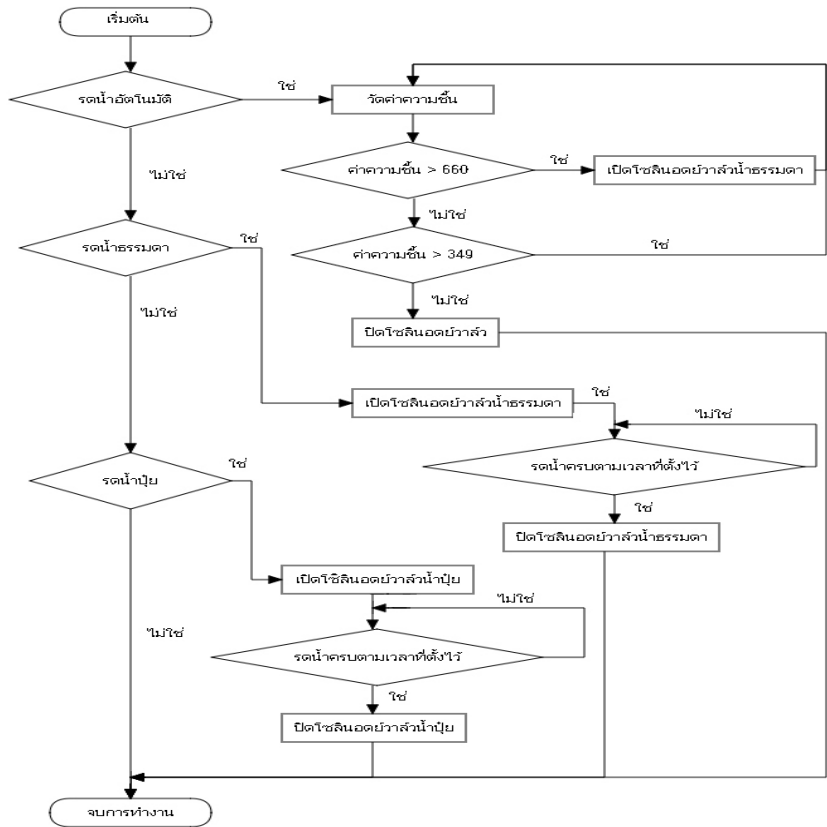 เริ่มต้น
รดน้ำอัตโนมัติ
ใช่
วัดค่าความชื้น
ค่าความชื้น > 660
ใช่
เปิดโซลินอดย์วาล์วน้ำธรรมดา
ไม่ใช่
ไม่ใช่
รดน้ำธรรมดา
ใช่
ค่าความชื้น > 349
ใช่
ไม่ใช่
ไม่ใช่
ปิดโซลินอดย์วาล์ว
เปิดโซลินอดย์วาล์วน้ำธรรมดา
ใช่
ไม่ใช่
รดน้ำครบตามเวลาที่ตั้งไว้
รดน้ำปุ๋ย
ใช่
ใช่
ปิดโซลินอดย์วาล์วน้ำธรรมดา
เปิดโซลินอดย์วาล์วน้ำปุ๋ย
ไม่ใช่
ไม่ใช่
รดน้ำครบตามเวลาที่ตั้งไว้
ใช่
ปิดโซลินอดย์วาล์วน้ำปุ๋ย
จบการทำงาน